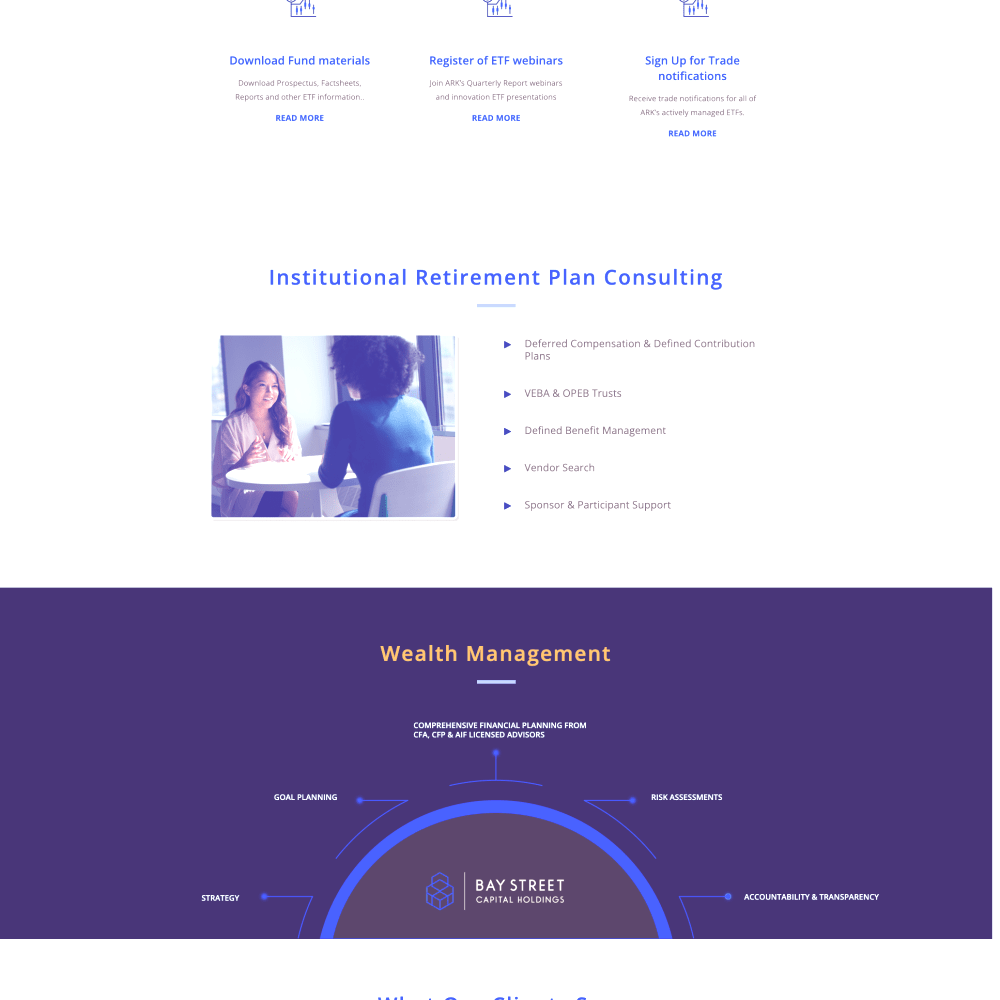 Download Fund materials
Download Prospectus, Factsheets,
Reports and other ETF information..
READ MORE
Register of ETF webinars
Join ARK's Quarterly Report webinars
and innovation ETF presentations
READ MORE
Sign Up for Trade
notifications
Receive trade notifications for all of
ARK's actively managed ETFs.
READ MORE
Institutional Retirement Plan Consulting
Deferred Compensation & Defined Contribution
Plans
VEBA & OPEB Trusts
Defined Benefit Management
Vendor Search
Sponsor & Participant Support
Wealth Management
COMPREHENSIVE FINANCIAL PLANNING FROM
CFA, CFP & AIF LICENSED ADVISORS
GOAL PLANNING
RISK ASSESSMENTS
BAY STREET
CAPITAL HOLDINGS
STRATEGY
ACCOUNTABILITY & TRANSPARENCY